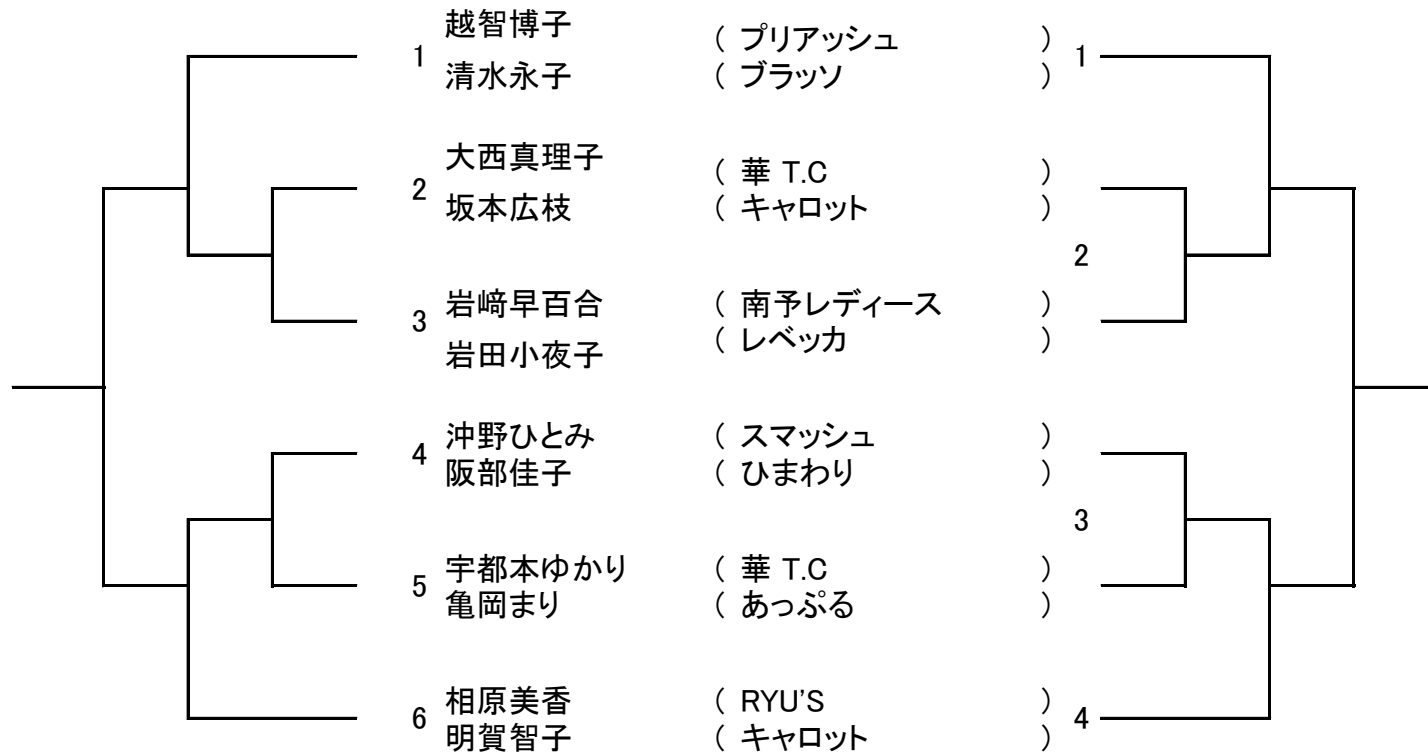 1 越智博子 ( プリアッシュ ) 1
清水永子 ( ブラッソ )
2 大西真理子 ( 華 T.C )
坂本広枝 ( キャロット )
2
3 岩﨑早百合 ( 南予レディース )
岩田小夜子 ( レベッカ )
4 沖野ひとみ ( スマッシュ )
阪部佳子 ( ひまわり )
3
5 宇都本ゆかり ( 華 T.C )
亀岡まり ( あっぷる )
6 相原美香 ( RYU'S ) 4
明賀智子 ( キャロット )